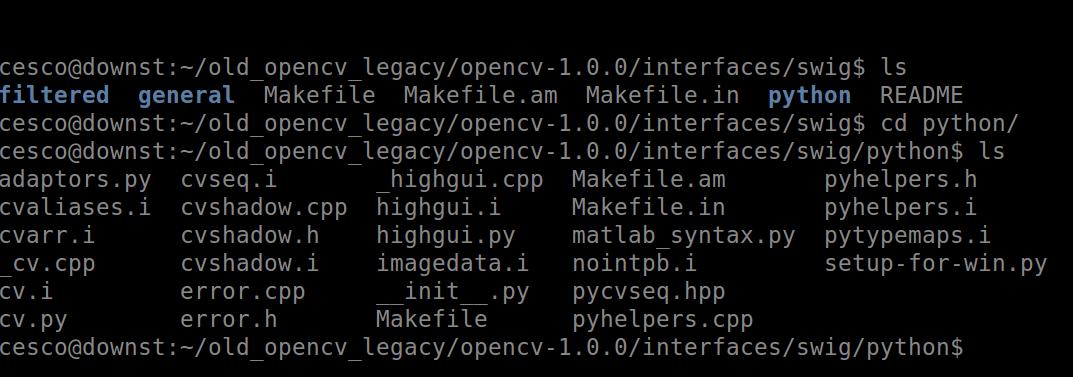 cesco@downst:~/old_opencv_legacy/opencv-1.0.0/interfaces/swig$ ls
filtered  general  Makefile  Makefile.am  Makefile.in  python  README
cesco@downst:~/old_opencv_legacy/opencv-1.0.0/interfaces/swig$ cd python/
cesco@downst:~/old_opencv_legacy/opencv-1.0.0/interfaces/swig/python$ ls
adaptors.py  cvseq.i       _highgui.cpp  Makefile.am       pyhelpers.h
cvaliases.i  cvshadow.cpp  highgui.i     Makefile.in       pyhelpers.i
cvarr.i      cvshadow.h    highgui.py    matlab_syntax.py  pytypemaps.i
_cv.cpp      cvshadow.i    imagedata.i   nointpb.i         setup-for-win.py
cv.i         error.cpp     __init__.py   pycvseq.hpp
cv.py        error.h       Makefile      pyhelpers.cpp
cesco@downst:~/old_opencv_legacy/opencv-1.0.0/interfaces/swig/python$